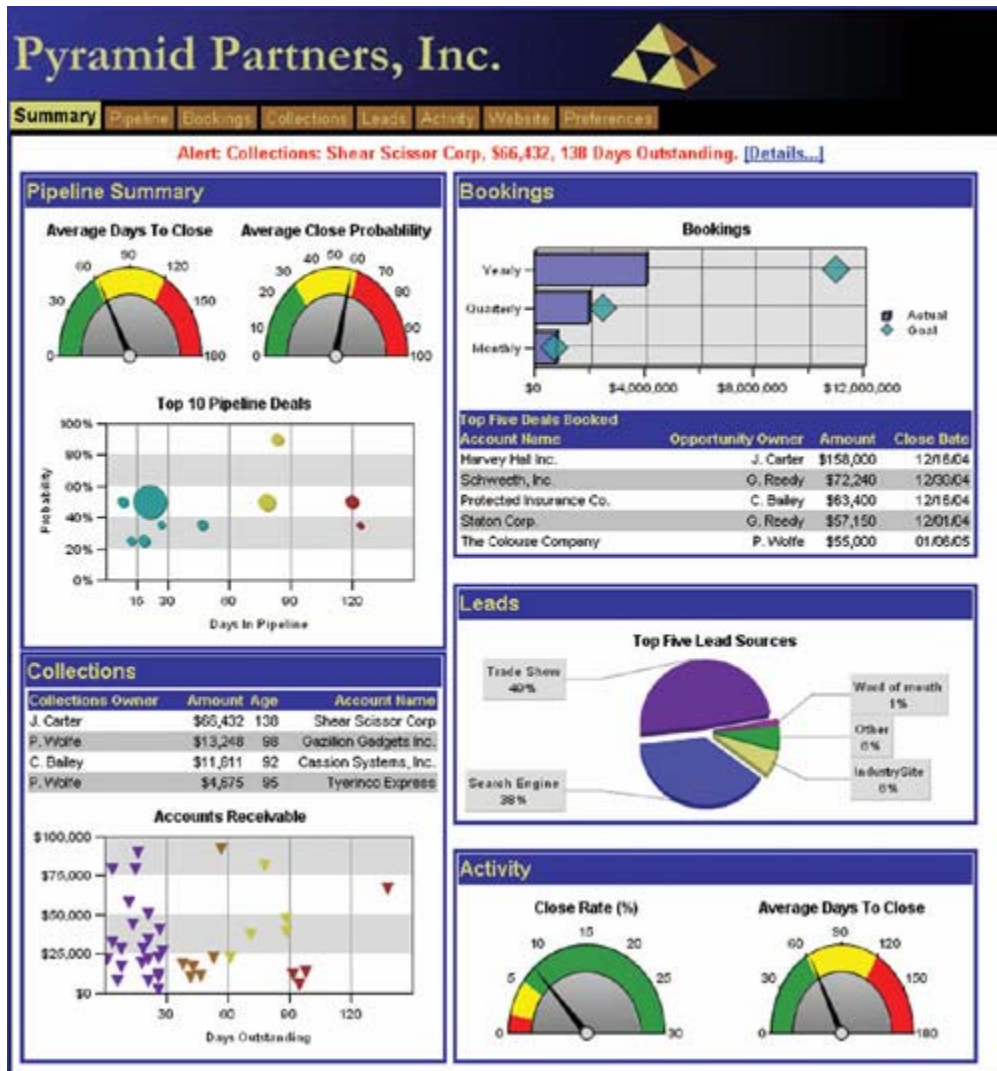 Pyramid Partners, Inc.
Summary Pipeline Bookings Collections Leads Activity Website Preferences
Alert: Collections: Shear Scissor Corp, $66,432, 138 Days Outstanding. [Details...]
Pipeline Summary
Average Days To Close
0 30 60 90 120 150 180
Average Close Probability
0 10 20 30 40 50 60 70 80 90 100
Top 10 Pipeline Deals
Probability
100%
80%
60%
40%
20%
0%
15 30 60 90 120
Days In Pipeline
Collections
Collections Owner Amount Age Account Name
J. Carter $66,432 138 Shear Scissor Corp
P. Wolfe $13,248 98 Gazillion Gadgets Inc.
C. Bailey $11,611 92 Cassion Systems, Inc.
P. Wolfe $4,675 95 Tyerinco Express
Accounts Receivable
$100,000
$75,000
$50,000
$25,000
$0
30 60 90 120
Days Outstanding
Bookings
Bookings
Yearly
Quarterly
Monthly
$0 $4,000,000 $8,000,000 $12,000,000
Actual
Goal
Top Five Deals Booked
Account Name Opportunity Owner Amount Close Date
Harvey Hall Inc. J. Carter $158,000 12/16/04
Schweeth, Inc. G. Reedy $72,240 12/30/04
Protected Insurance Co. C. Bailey $63,400 12/16/04
Staton Corp. G. Reedy $57,150 12/01/04
The Colouse Company P. Wolfe $55,000 01/06/05
Leads
Top Five Lead Sources
Trade Show
49%
Word of mouth
1%
Other
6%
IndustrySite
6%
Search Engine
38%
Activity
Close Rate (%)
0 5 10 15 20 25 30
Average Days To Close
0 30 60 90 120 150 180